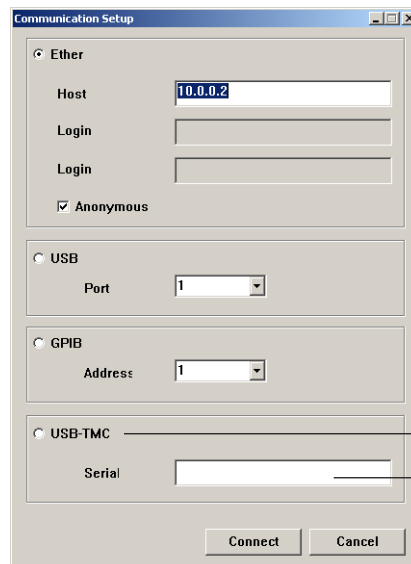 Communication Setup
Ether
Host 10.0.0.2
Login
Login
Anonymous
USB
Port 1
GPIB
Address 1
USB-TMC
Serial
Connect Cancel